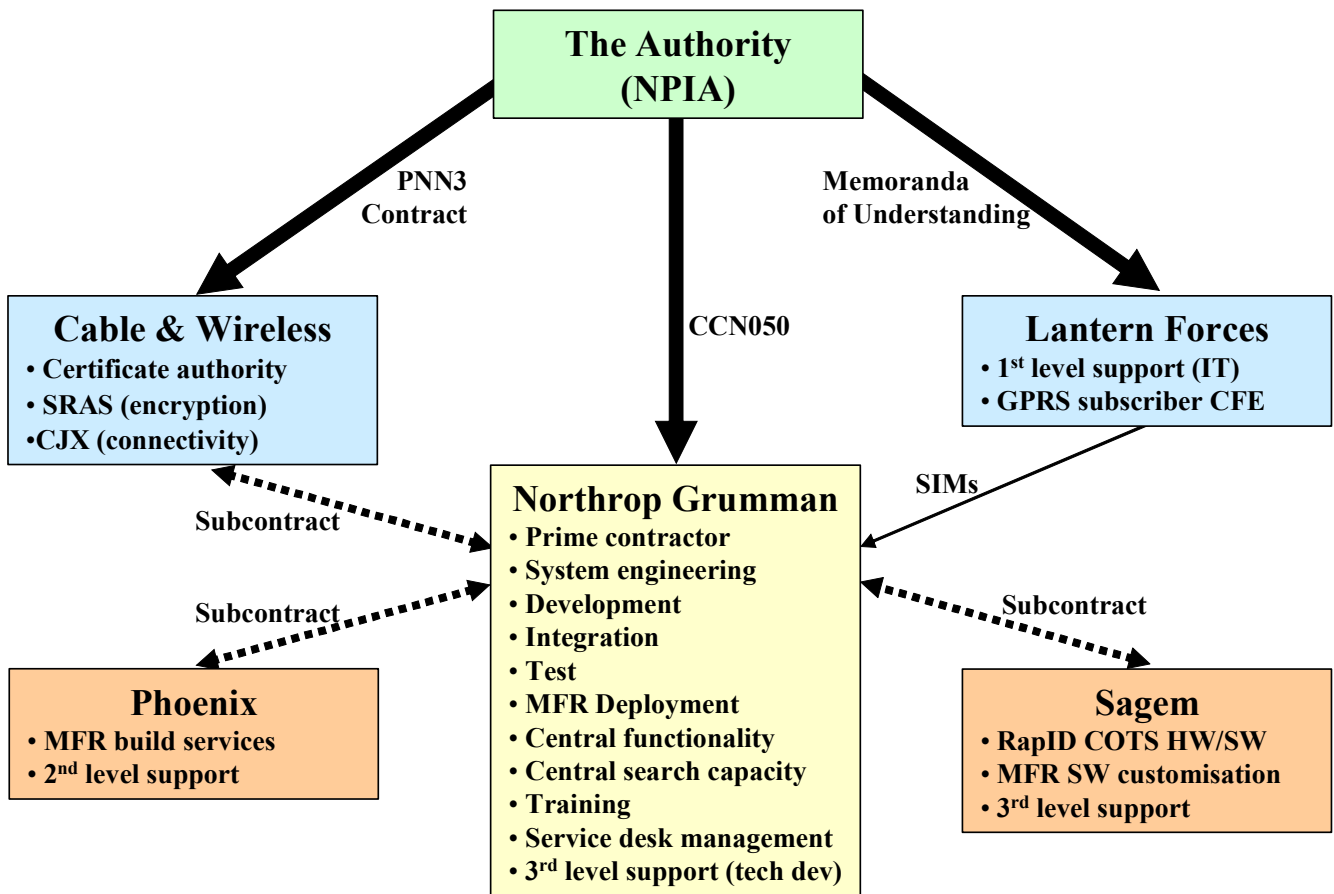 The Authority
(NPIA)
PNN3
Contract
Memoranda
of Understanding
CCN050
Cable & Wireless
• Certificate authority
• SRAS (encryption)
•CJX (connectivity)
Lantern Forces
• 1st level support (IT)
• GPRS subscriber CFE
Subcontract
SIMs
Northrop Grumman
• Prime contractor
• System engineering
• Development
• Integration
• Test
• MFR Deployment
• Central functionality
• Central search capacity
• Training
• Service desk management
• 3rd level support (tech dev)
Subcontract
Subcontract
Phoenix
• MFR build services
• 2nd level support
Sagem
• RapID COTS HW/SW
• MFR SW customisation
• 3rd level support